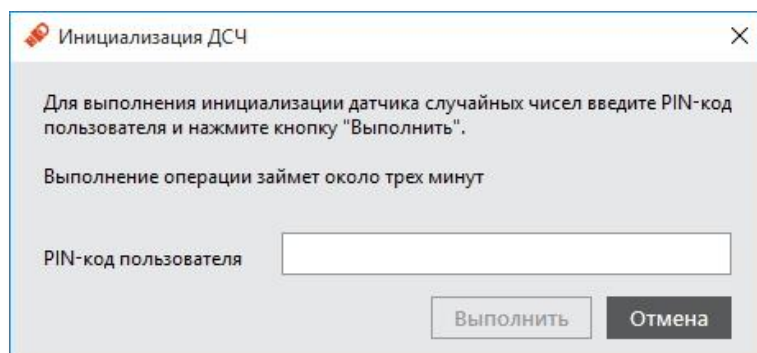 Инициализация ДСЧ
Для выполнения инициализации датчика случайных чисел введите PIN-код
пользователя и нажмите кнопку "Выполнить".
Выполнение операции займет около трех минут
PIN-код пользователя
Выполнить Отмена